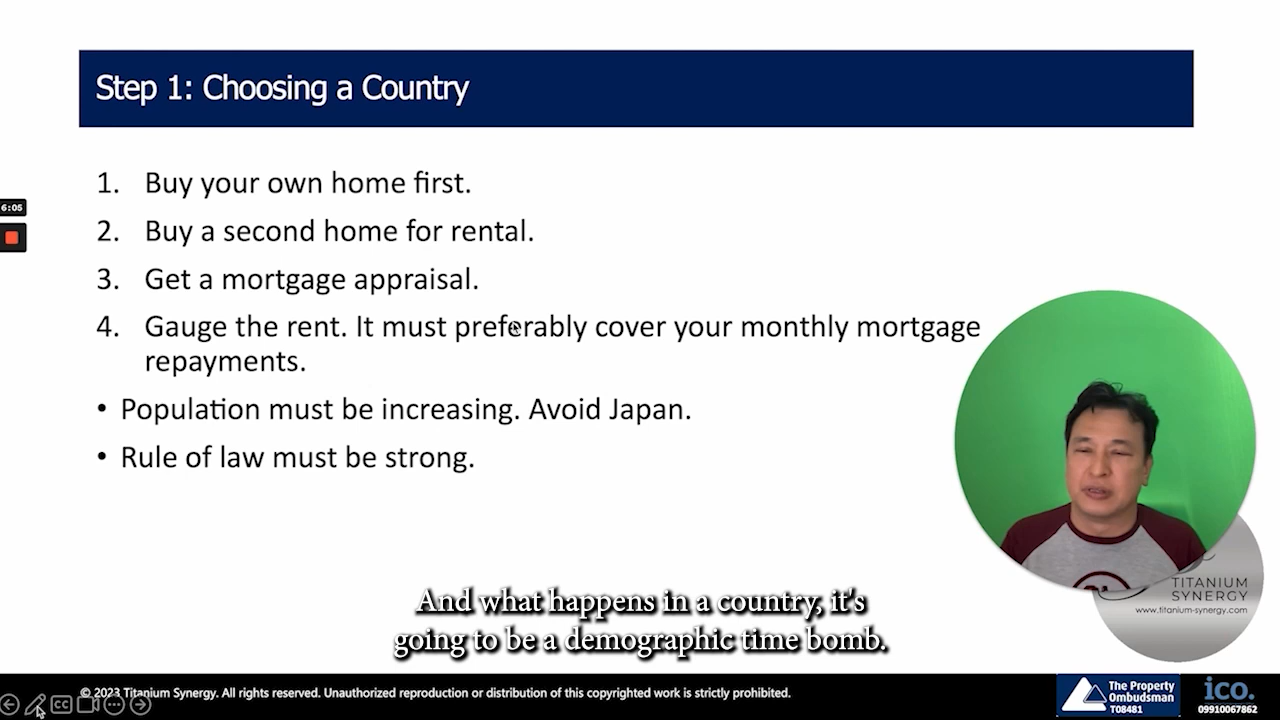 Step 1: Choosing a Country
6:05
1. Buy your own home first.
2. Buy a second home for rental.
3. Get a mortgage appraisal.
4. Gauge the rent. It must preferably cover your monthly mortgage
repayments.
• Population must be increasing. Avoid Japan.
• Rule of law must be strong.
TITANIUM
SYNERGY
www.titanium-synergy.com
And what happens in a country, it's
going to be a demographic time bomb.
CC
© 2023 Titanium Synergy. All rights reserved. Unauthorized reproduction or distribution of this copyrighted work is strictly prohibited.
The Property
Ombudsman
T08481
ico.
09910067862